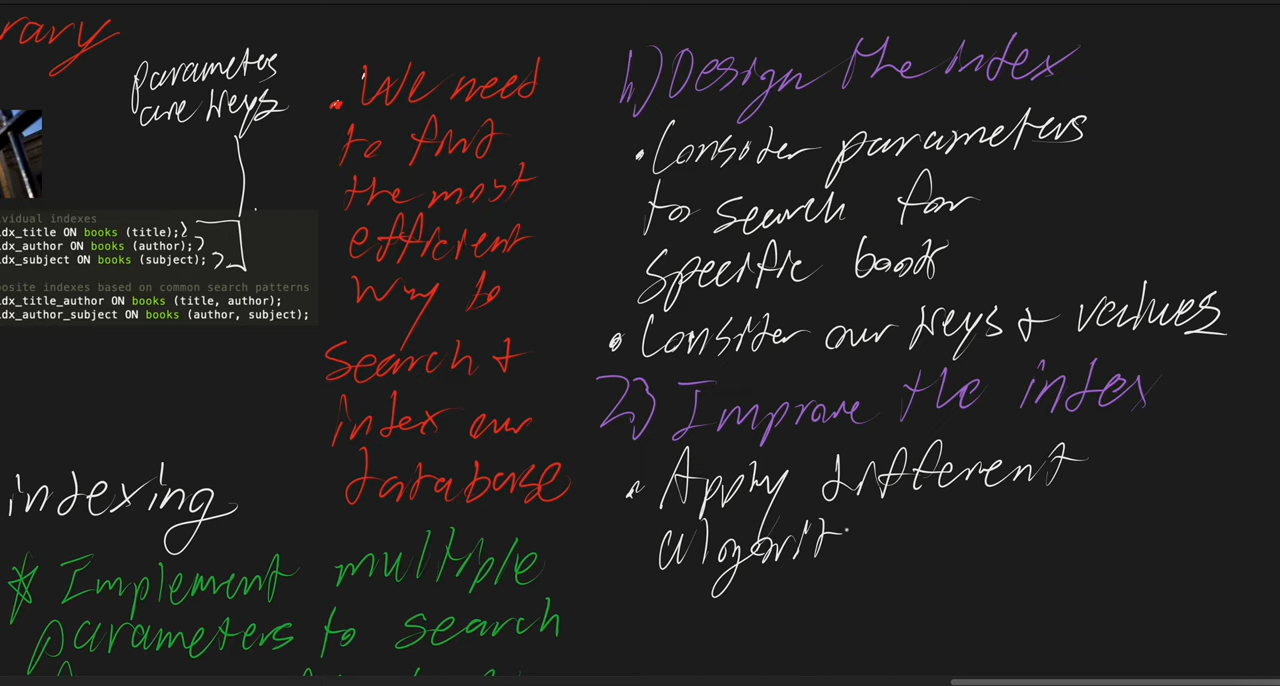 rary
parameters
are keys
ividual indexes
idx_title ON books (title);
idx_author ON books (author);
idx_subject ON books (subject);
posite indexes based on common search patterns
idx_title_author ON books (title, author);
idx_author_subject ON books (author, subject);
indexing
* Implement multiple
parameters to search
• We need
to find
the most
efficient
way to
search +
index our
database
1) Design the index
• Consider parameters
to search for
specific book
• Consider our keys + values
2) Improve the index
• Apply different
algorit